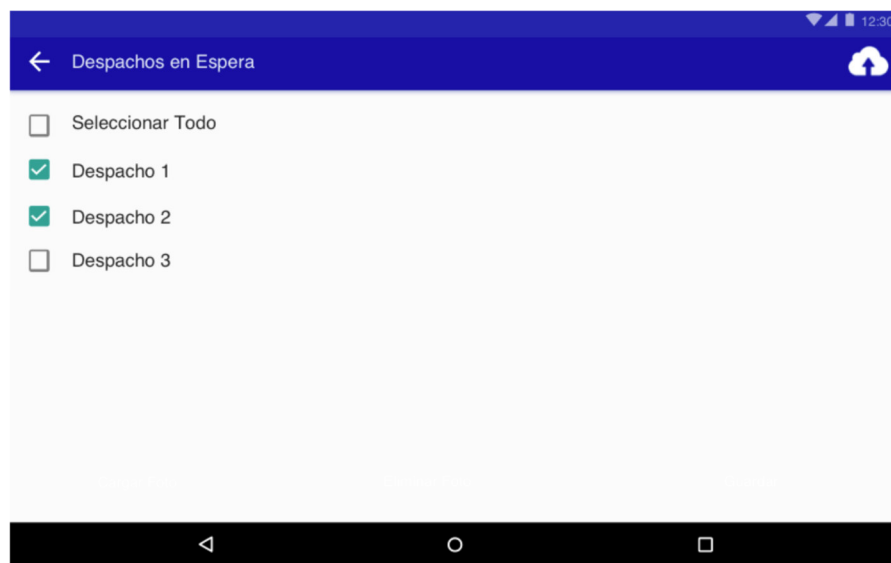 12:30
Despachos en Espera
Seleccionar Todo
Despacho 1
Despacho 2
Despacho 3